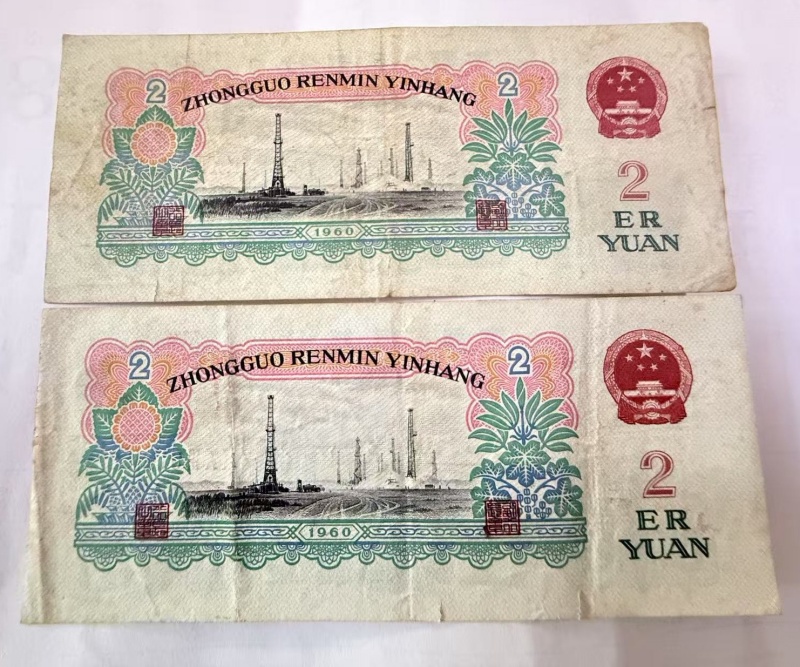 2 2
ZHONGGUO RENMIN YINHANG
1960
2
ER
YUAN
2 2
ZHONGGUO RENMIN YINHANG
1960
2
ER
YUAN